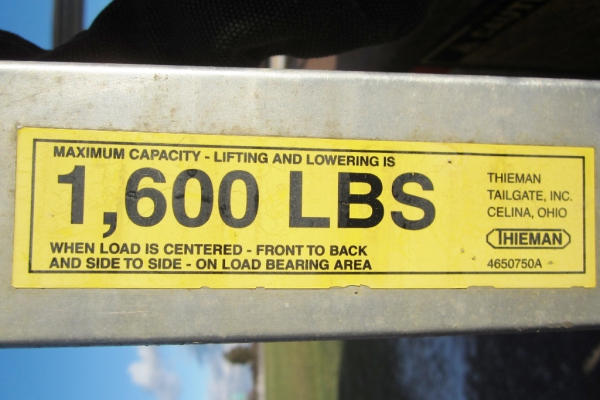 MAXIMUM CAPACITY - LIFTING AND LOWERING IS
1,600 LBS
WHEN LOAD IS CENTERED - FRONT TO BACK
AND SIDE TO SIDE - ON LOAD BEARING AREA
THIEMAN
TAILGATE, INC.
CELINA, OHIO
THIEMAN
4650750A